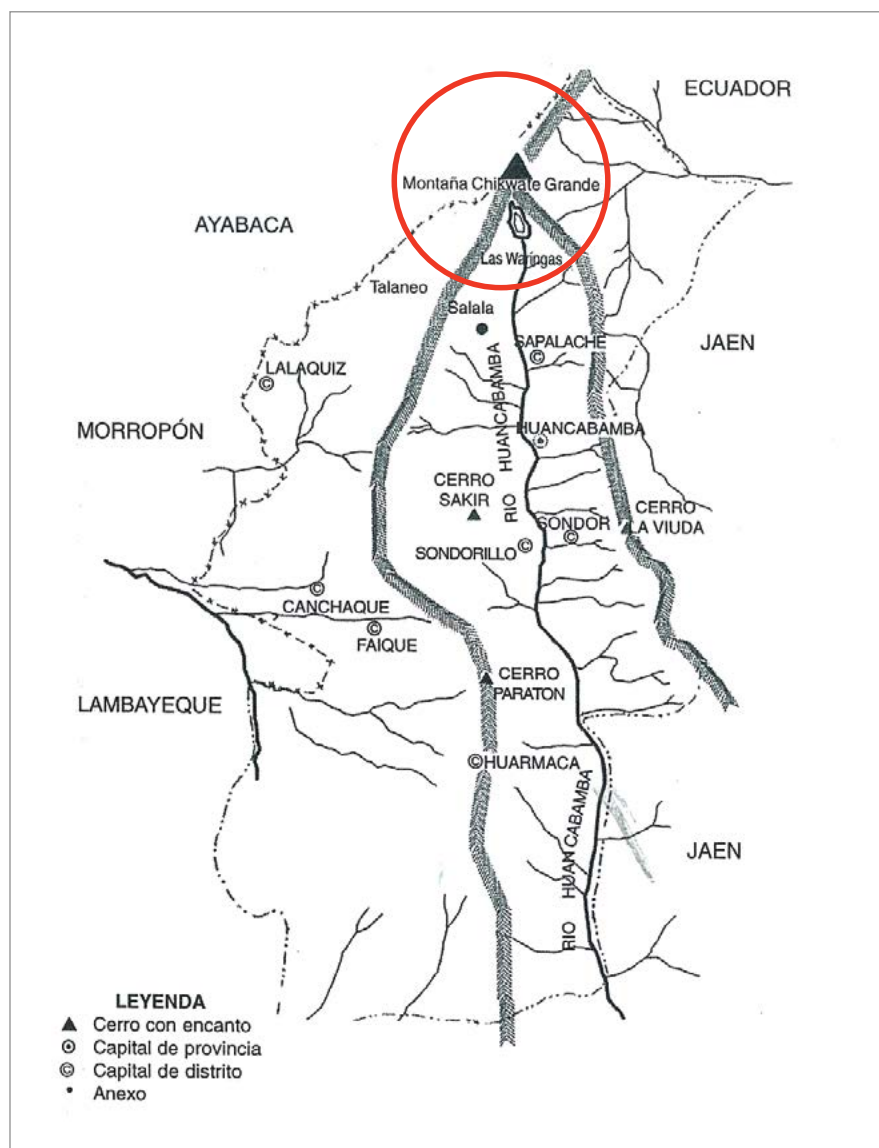 ECUADOR
Montaña Chikwate Grande
AYABACA
Las Waringas
Talaneo
Salala
JAEN
SAPALACHE
LALAQUIZ
HUANCABAMBA
MORROPÓN
HUANCABAMBA
CERRO
SAKIR
RIO
CERRO
LA VIUDA
SONDOR
SONDORILLO
CANCHAQUE
FAIQUE
CERRO
PARATON
LAMBAYEQUE
HUARMACA
HUANCABAMBA
JAEN
RIO
LEYENDA
Cerro con encanto
Capital de provincia
© Capital de distrito
Anexo